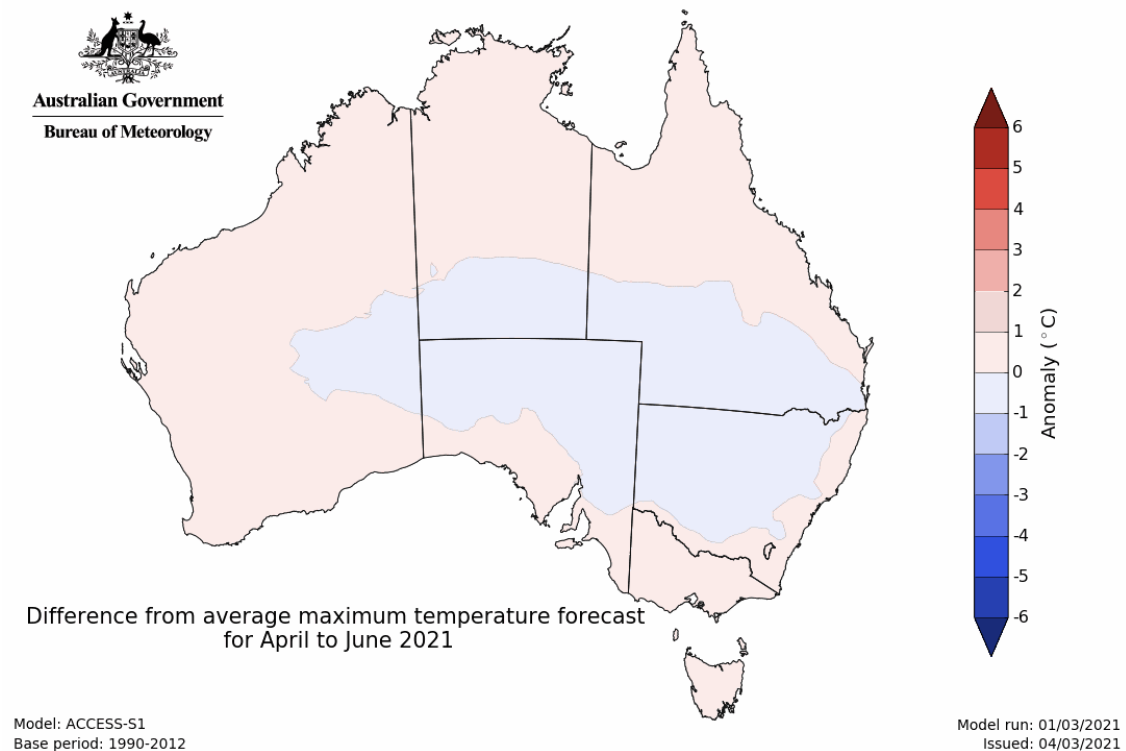 Australian Government
Bureau of Meteorology
6
5
4
3
2
1
0
-1
-2
-3
-4
-5
-6
Anomaly (°C)
Difference from average maximum temperature forecast
for April to June 2021
Model: ACCESS-S1
Base period: 1990-2012
Model run: 01/03/2021
Issued: 04/03/2021